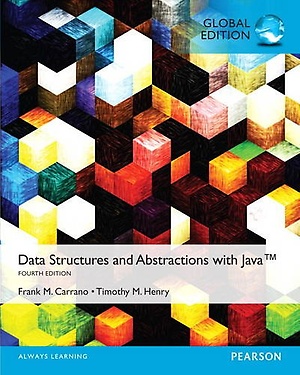 GLOBAL
EDITION
Data Structures and Abstractions with Java™
FOURTH EDITION
Frank M. Carrano • Timothy M. Henry
ALWAYS LEARNING
PEARSON